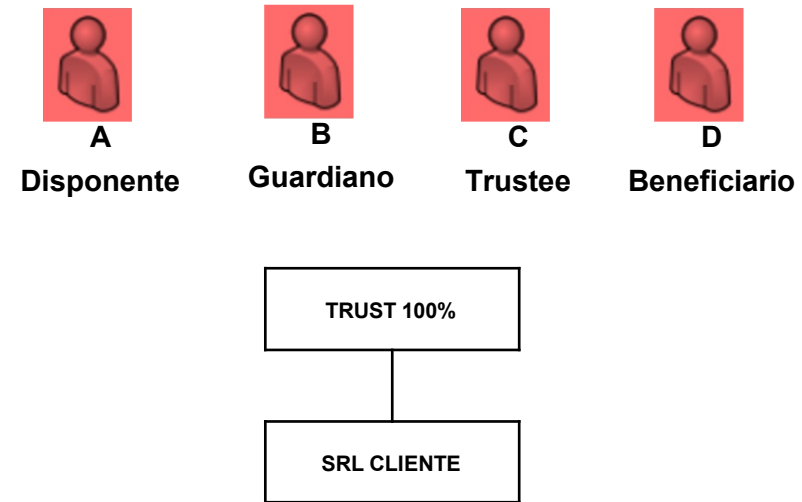 A
B
C
D
Disponente
Guardiano
Trustee
Beneficiario
TRUST 100%
SRL CLIENTE